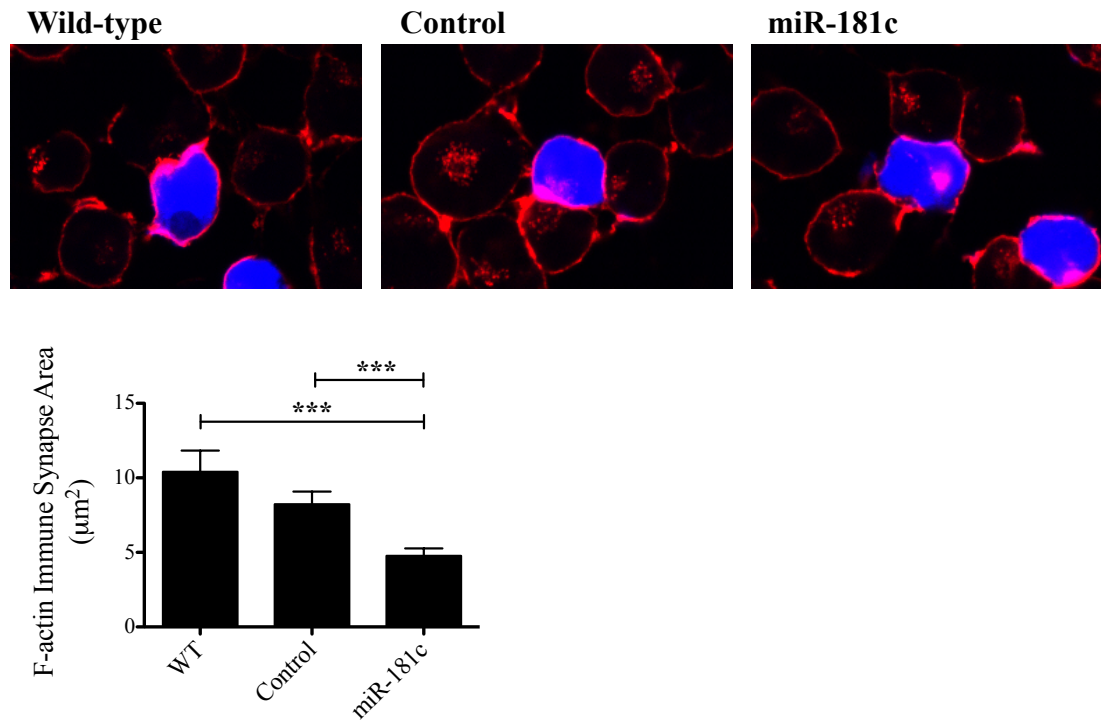 Wild-type
Control
miR-181c
***
***
F-actin Immune Synapse Area
(μm²)
15
10
5
0
WT
Control
miR-181c